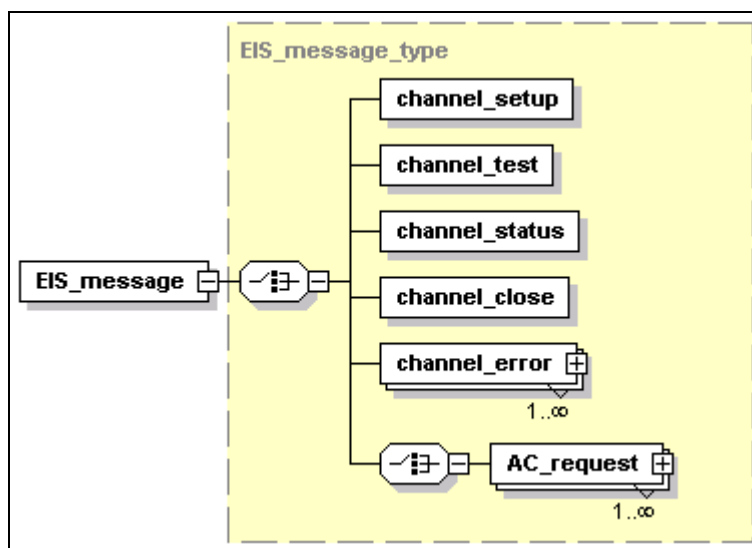 EIS_message_type
channel_setup
channel_test
channel_status
EIS_message
channel_close
channel_error
1..∞
AC_request
1..∞